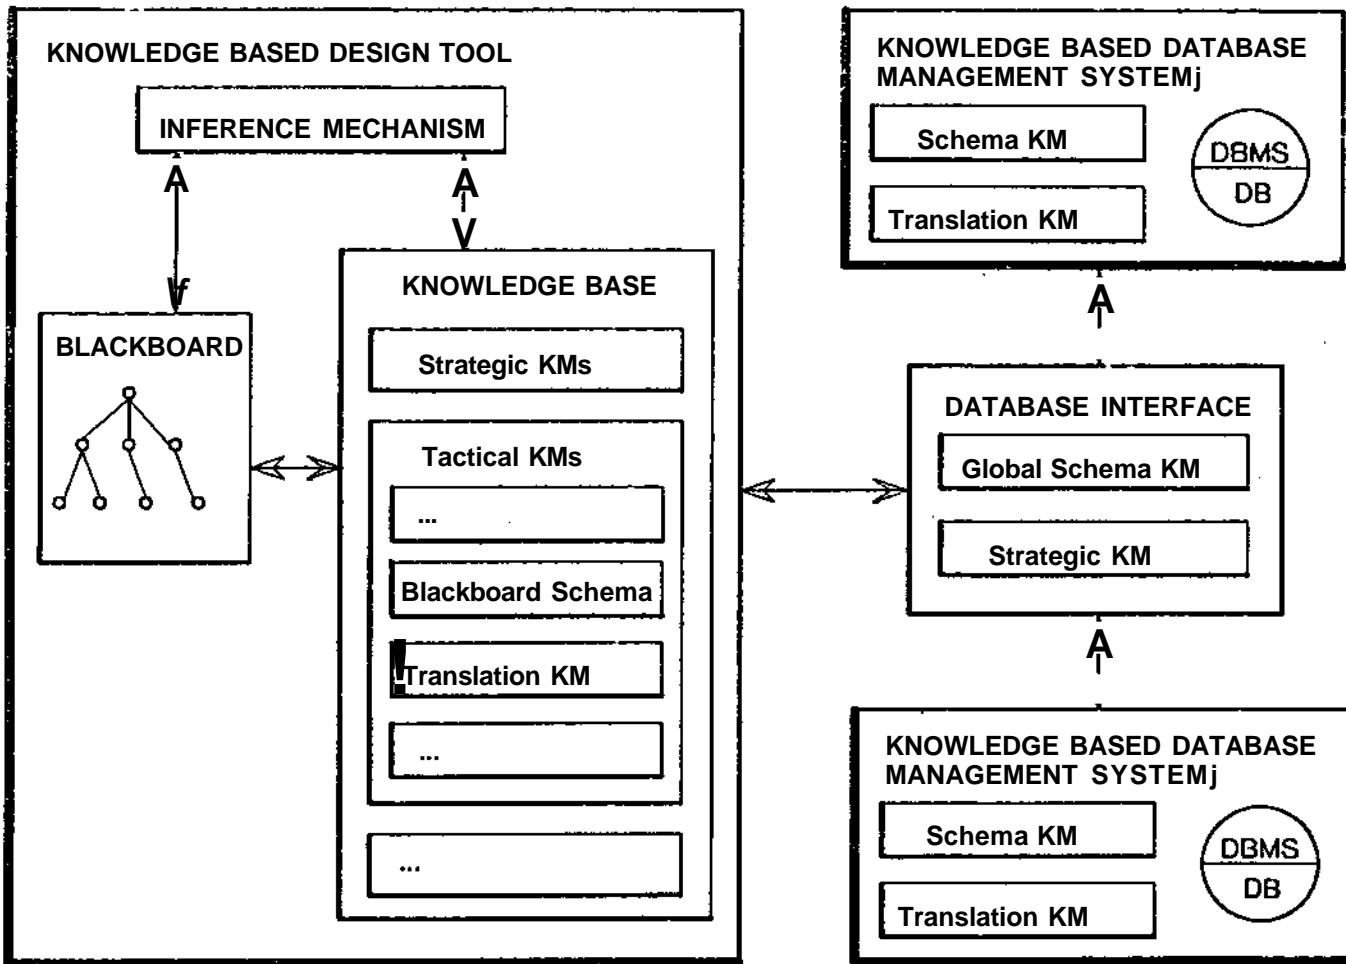 KNOWLEDGE BASED DESIGN TOOL
INFERENCE MECHANISM
BLACKBOARD
KNOWLEDGE BASE
Strategic KMs
Tactical KMs
...
Blackboard Schema
Translation KM
...
...
KNOWLEDGE BASED DATABASE
MANAGEMENT SYSTEMj
Schema KM
Translation KM
DBMS
DB
DATABASE INTERFACE
Global Schema KM
Strategic KM
KNOWLEDGE BASED DATABASE
MANAGEMENT SYSTEMj
Schema KM
Translation KM
DBMS
DB